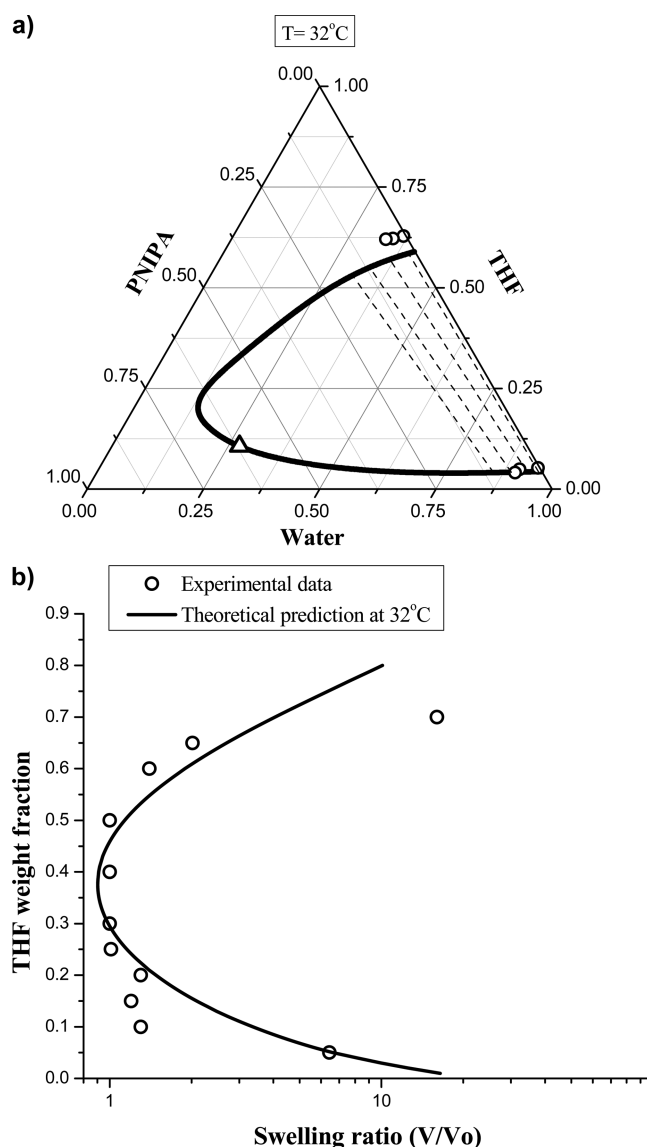 a)
T= 32°C
0.00
1.00
0.25
0.75
PNIPA
THF
0.50
0.50
0.75
0.25
1.00
0.00
0.00
0.25
0.50
0.75
1.00
Water
b)
Experimental data
Theoretical prediction at 32°C
0.9
0.8
0.7
0.6
0.5
0.4
0.3
0.2
0.1
0.0
THF weight fraction
1
10
Swelling ratio (V/Vo)